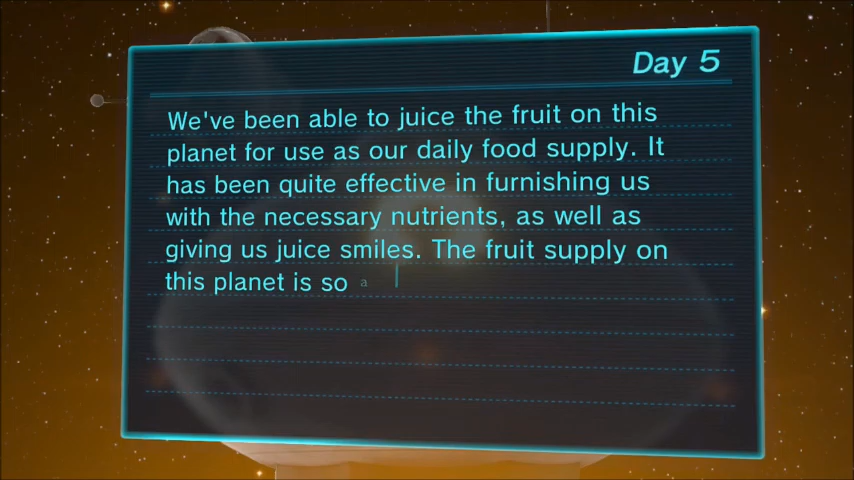 Day 5
We've been able to juice the fruit on this
planet for use as our daily food supply. It
has been quite effective in furnishing us
with the necessary nutrients, as well as
giving us juice smiles. The fruit supply on
this planet is so a